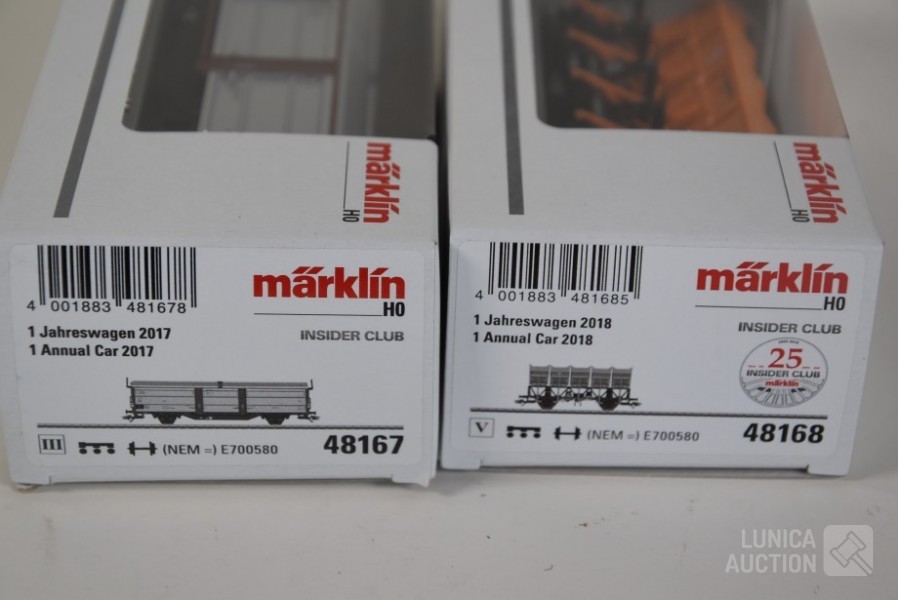 märklin
H0
märklin
H0
4 001883 481678
märklin
H0
1 Jahreswagen 2017
1 Annual Car 2017
INSIDER CLUB
III
(NEM =) E700580
48167
4 001883 481685
märklin
H0
1 Jahreswagen 2018
1 Annual Car 2018
INSIDER CLUB
25
INSIDER CLUB
märklin
V
(NEM =) E700580
48168
LUNICA
AUCTION